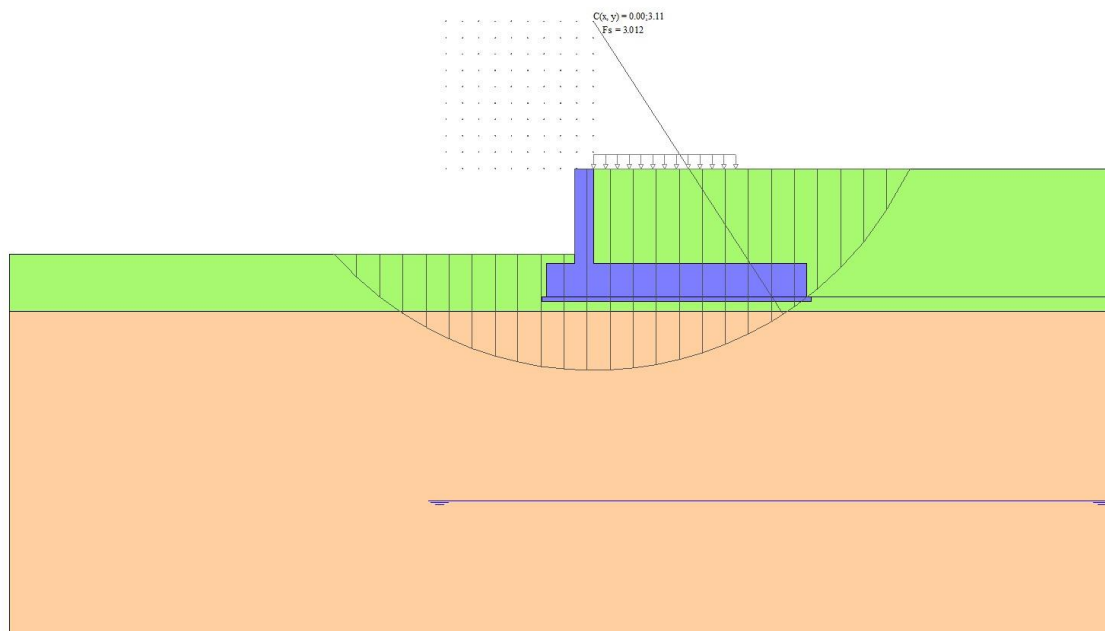 C(x, y) = 0.00;3.11
Fs = 3.012